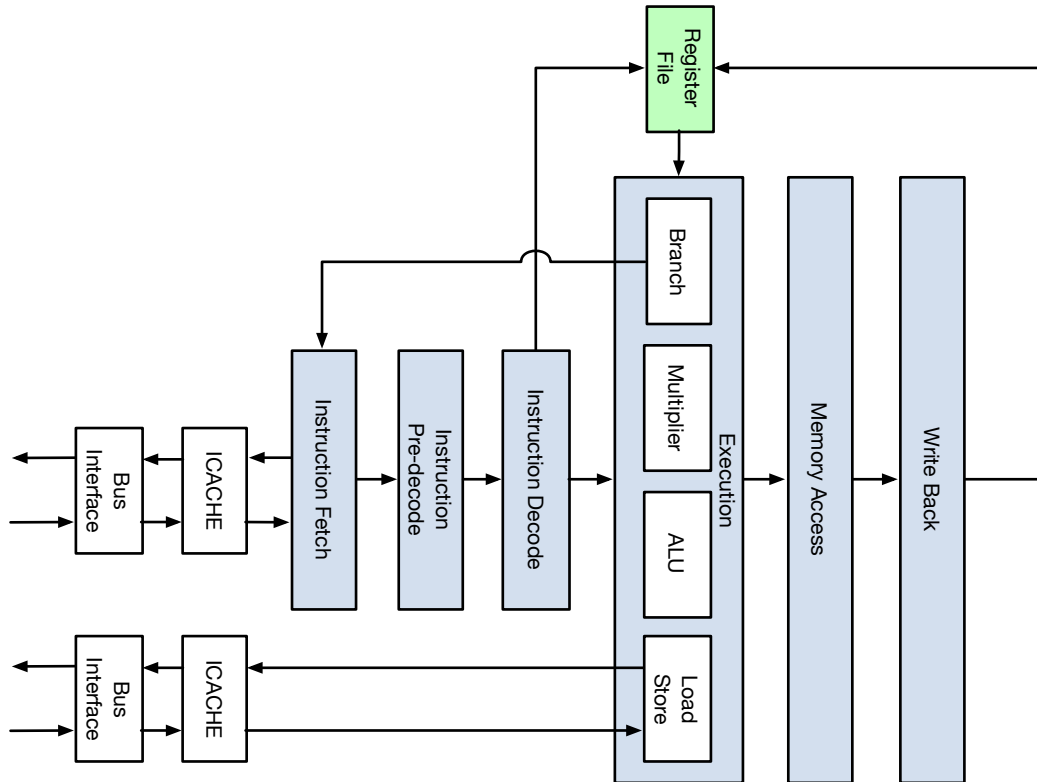 Register
File
Branch
Multiplier
Execution
ALU
Load
Store
Memory Access
Write Back
Instruction Fetch
Instruction
Pre-decode
Instruction Decode
Bus
Interface
ICACHE
Bus
Interface
ICACHE